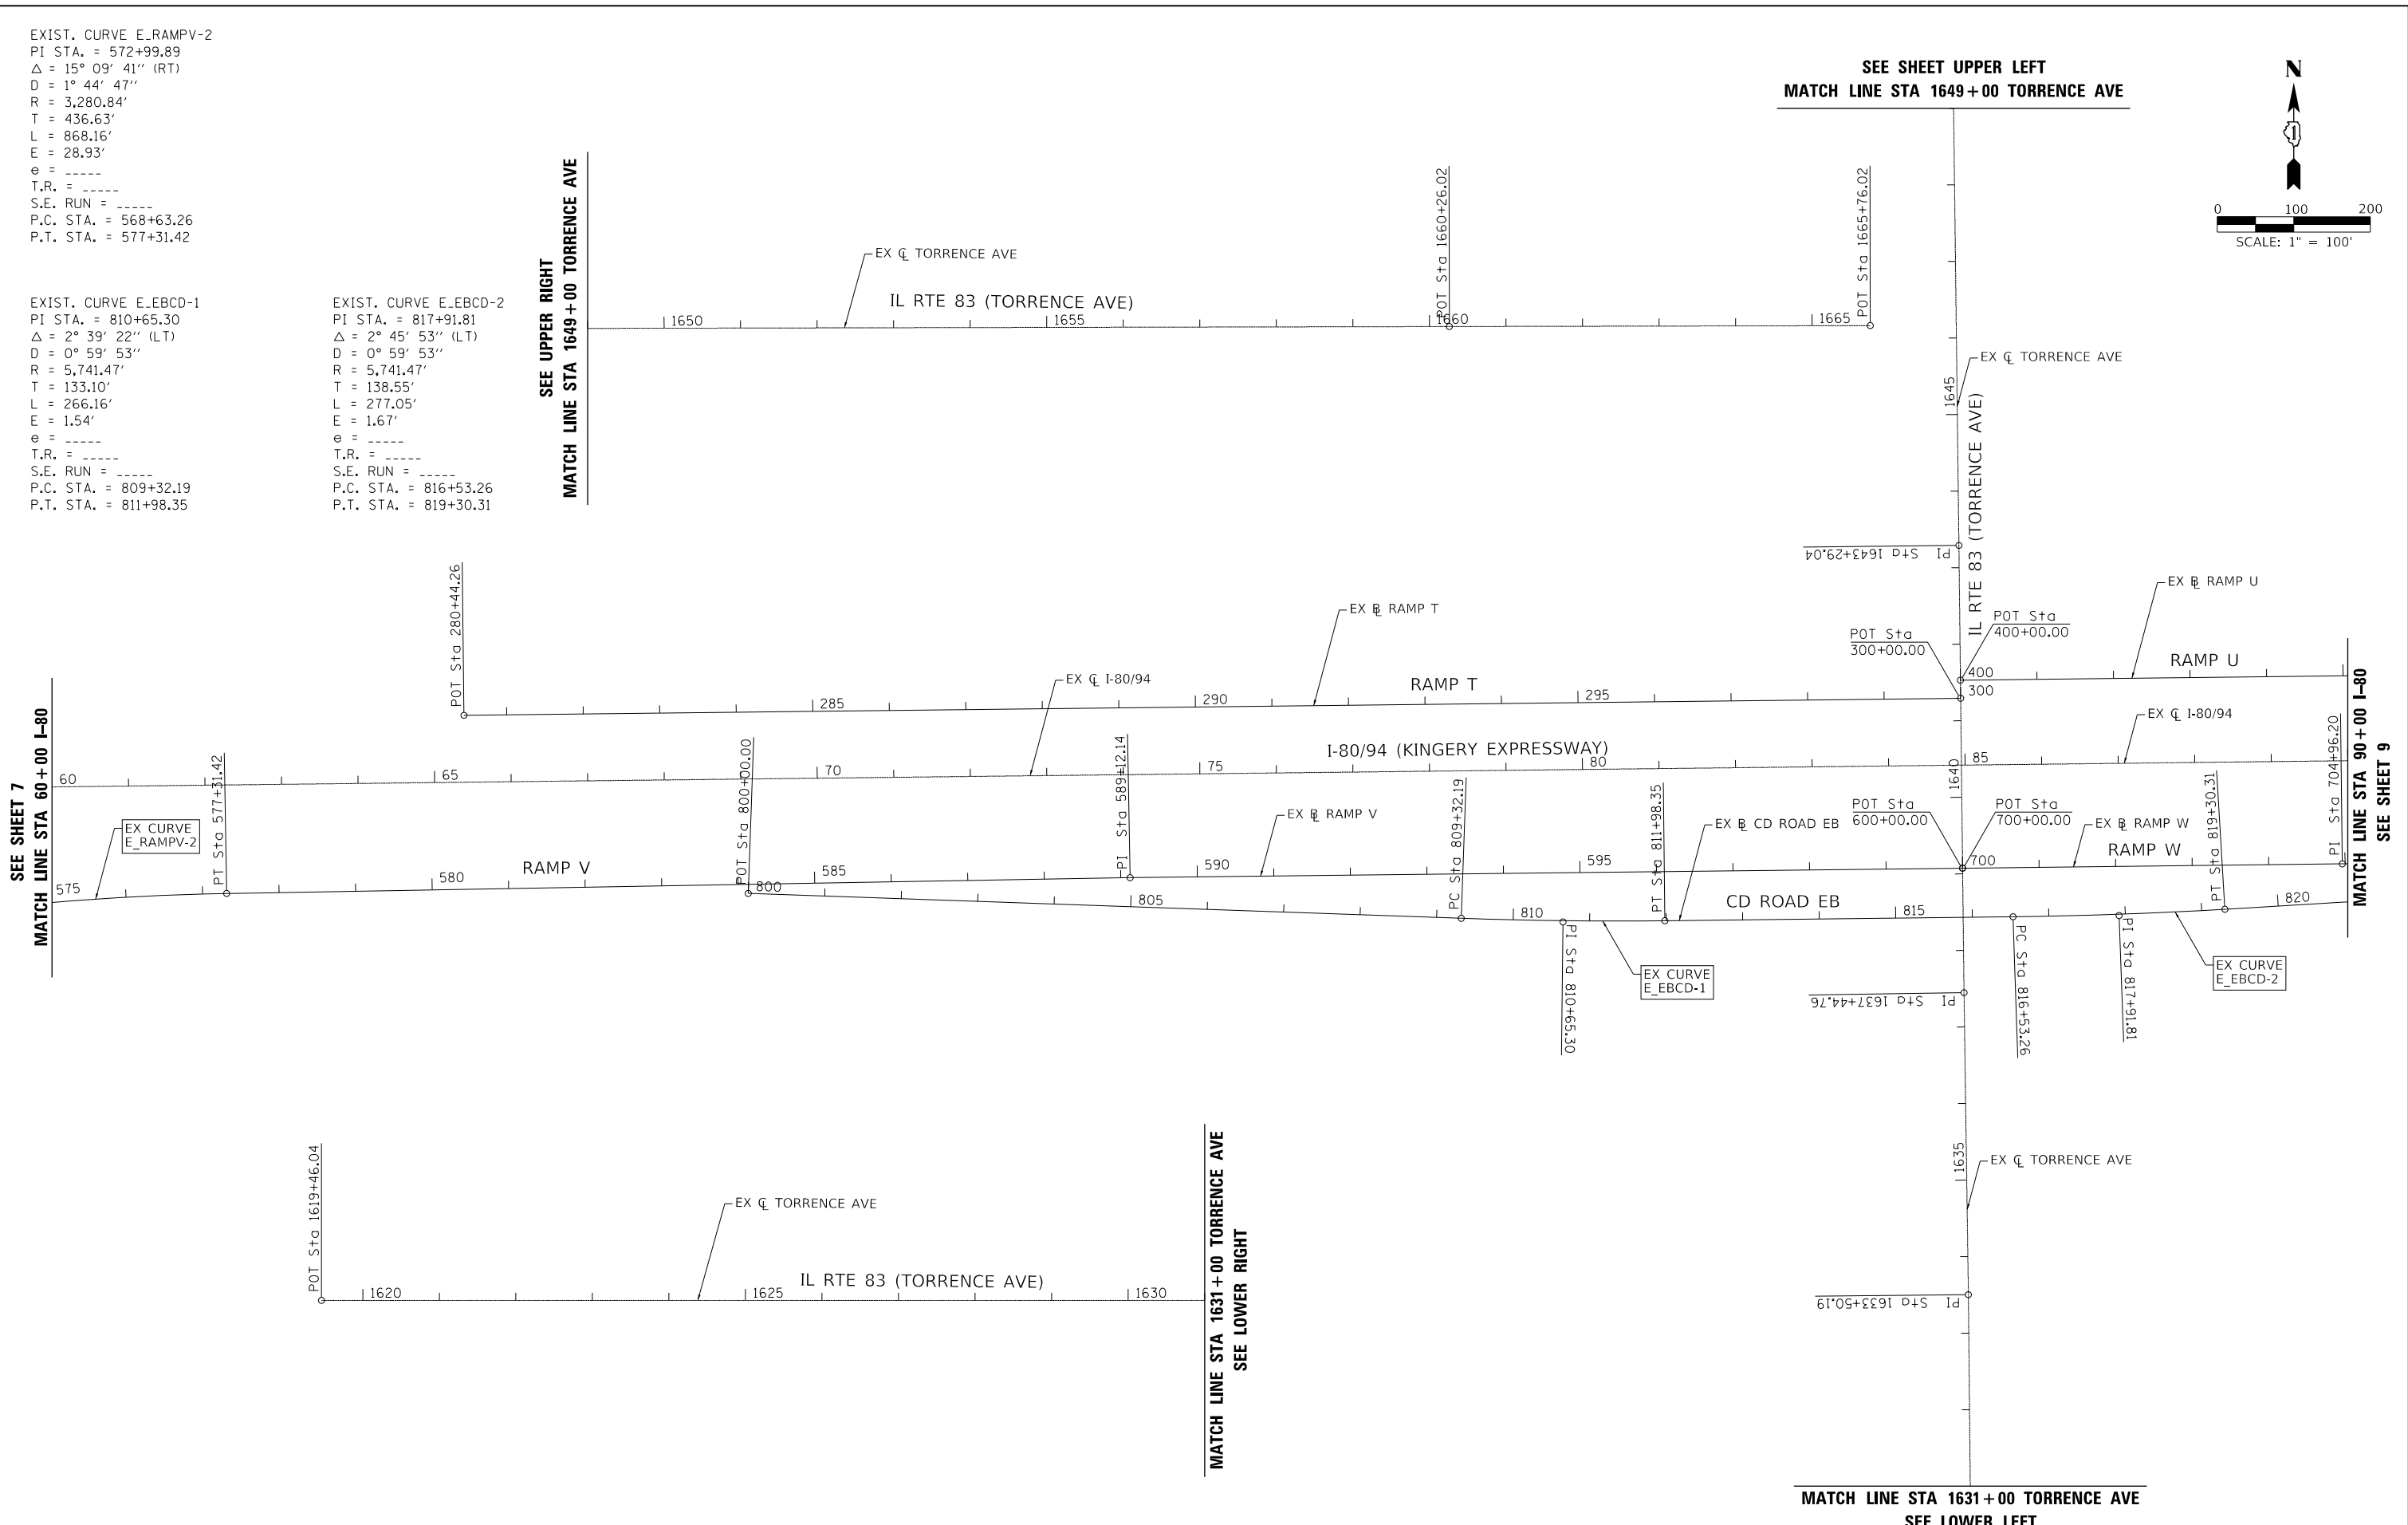 EXIST. CURVE E_RAMPV-2
PI STA. = 572+99.89
Δ = 15° 09' 41'' (RT)
D = 1° 44' 47''
R = 3,280.84'
T = 436.63'
L = 868.16'
E = 28.93'
e = _____
T.R. = _____
S.E. RUN = _____
P.C. STA. = 568+63.26
P.T. STA. = 577+31.42
EXIST. CURVE E_EBCD-1
PI STA. = 810+65.30
Δ = 2° 39' 22'' (LT)
D = 0° 59' 53''
R = 5,741.47'
T = 133.10'
L = 266.16'
E = 1.54'
e = _____
T.R. = _____
S.E. RUN = _____
P.C. STA. = 809+32.19
P.T. STA. = 811+98.35
EXIST. CURVE E_EBCD-2
PI STA. = 817+91.81
Δ = 2° 45' 53'' (LT)
D = 0° 59' 53''
R = 5,741.47'
T = 138.55'
L = 277.05'
E = 1.67'
e = _____
T.R. = _____
S.E. RUN = _____
P.C. STA. = 816+53.26
P.T. STA. = 819+30.31
SEE UPPER RIGHT
MATCH LINE STA 1649+00 TORRENCE AVE
EX ℄ TORRENCE AVE
IL RTE 83 (TORRENCE AVE)
1650
1655
1660
1665
POT Sta 1660+26.02
POT Sta 1665+76.02
SEE SHEET UPPER LEFT
MATCH LINE STA 1649+00 TORRENCE AVE
N
1
0 100 200
SCALE: 1" = 100'
EX ℄ TORRENCE AVE
1645
IL RTE 83 (TORRENCE AVE)
PI Sta 1643+29.04
POT Sta 280+44.26
EX BL RAMP T
RAMP T
285
290
295
POT Sta
300+00.00
300
POT Sta
400+00.00
400
EX BL RAMP U
RAMP U
SEE SHEET 7
MATCH LINE STA 60+00 I-80
EX ℄ I-80/94
I-80/94 (KINGERY EXPRESSWAY)
60
65
70
75
80
85
1640
EX ℄ I-80/94
MATCH LINE STA 90+00 I-80
SEE SHEET 9
EX CURVE
E_RAMPV-2
PT Sta 577+31.42
POT Sta 800+00.00
PI Sta 589+12.14
EX BL RAMP V
RAMP V
575
580
585
590
595
PC Sta 809+32.19
PT Sta 811+98.35
EX BL CD ROAD EB
POT Sta
600+00.00
POT Sta
700+00.00
700
EX BL RAMP W
RAMP W
PT Sta 819+30.31
PI Sta 704+96.20
CD ROAD EB
800
805
810
815
820
PI Sta 810+65.30
EX CURVE
E_EBCD-1
PI Sta 1637+44.76
PC Sta 816+53.26
PI Sta 817+91.81
EX CURVE
E_EBCD-2
POT Sta 1619+46.04
EX ℄ TORRENCE AVE
IL RTE 83 (TORRENCE AVE)
1620
1625
1630
MATCH LINE STA 1631+00 TORRENCE AVE
SEE LOWER RIGHT
1635
EX ℄ TORRENCE AVE
PI Sta 1633+50.19
MATCH LINE STA 1631+00 TORRENCE AVE
SEE LOWER LEFT